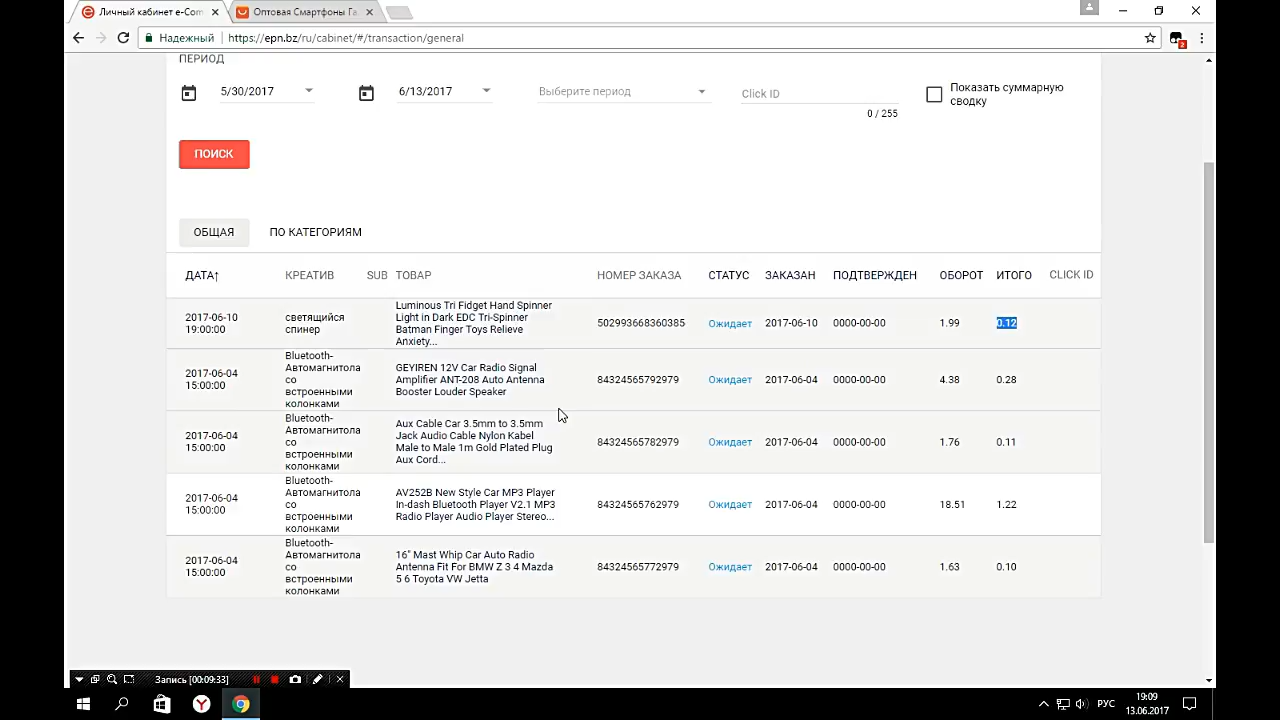 Личный кабинет e-Com
Оптовая Смартфоны Га
Надежный
https://epn.bz/ru/cabinet/#/transaction/general
2
ПЕРИОД
5/30/2017
6/13/2017
Выберите период
Click ID
0 / 255
Показать суммарную
сводку
ПОИСК
ОБЩАЯ
ПО КАТЕГОРИЯМ
ДАТА↑ КРЕАТИВ SUB ТОВАР НОМЕР ЗАКАЗА СТАТУС ЗАКАЗАН ПОДТВЕРЖДЕН ОБОРОТ ИТОГО CLICK ID
2017-06-10
19:00:00
светящийся
спинер
Luminous Tri Fidget Hand Spinner
Light in Dark EDC Tri-Spinner
Batman Finger Toys Relieve
Anxiety...
502993668360385 Ожидает 2017-06-10 0000-00-00 1.99 0.12
2017-06-04
15:00:00
Bluetooth-
Автомагнитола
со
встроенными
колонками
GEYIREN 12V Car Radio Signal
Amplifier ANT-208 Auto Antenna
Booster Louder Speaker
84324565792979 Ожидает 2017-06-04 0000-00-00 4.38 0.28
2017-06-04
15:00:00
Bluetooth-
Автомагнитола
со
встроенными
колонками
Aux Cable Car 3.5mm to 3.5mm
Jack Audio Cable Nylon Kabel
Male to Male 1m Gold Plated Plug
Aux Cord...
84324565782979 Ожидает 2017-06-04 0000-00-00 1.76 0.11
2017-06-04
15:00:00
Bluetooth-
Автомагнитола
со
встроенными
колонками
AV252B New Style Car MP3 Player
In-dash Bluetooth Player V2.1 MP3
Radio Player Audio Player Stereo...
84324565762979 Ожидает 2017-06-04 0000-00-00 18.51 1.22
2017-06-04
15:00:00
Bluetooth-
Автомагнитола
со
встроенными
колонками
16" Mast Whip Car Auto Radio
Antenna Fit For BMW Z 3 4 Mazda
5 6 Toyota VW Jetta
84324565772979 Ожидает 2017-06-04 0000-00-00 1.63 0.10
Запись [00:09:33]
РУС
19:09
13.06.2017